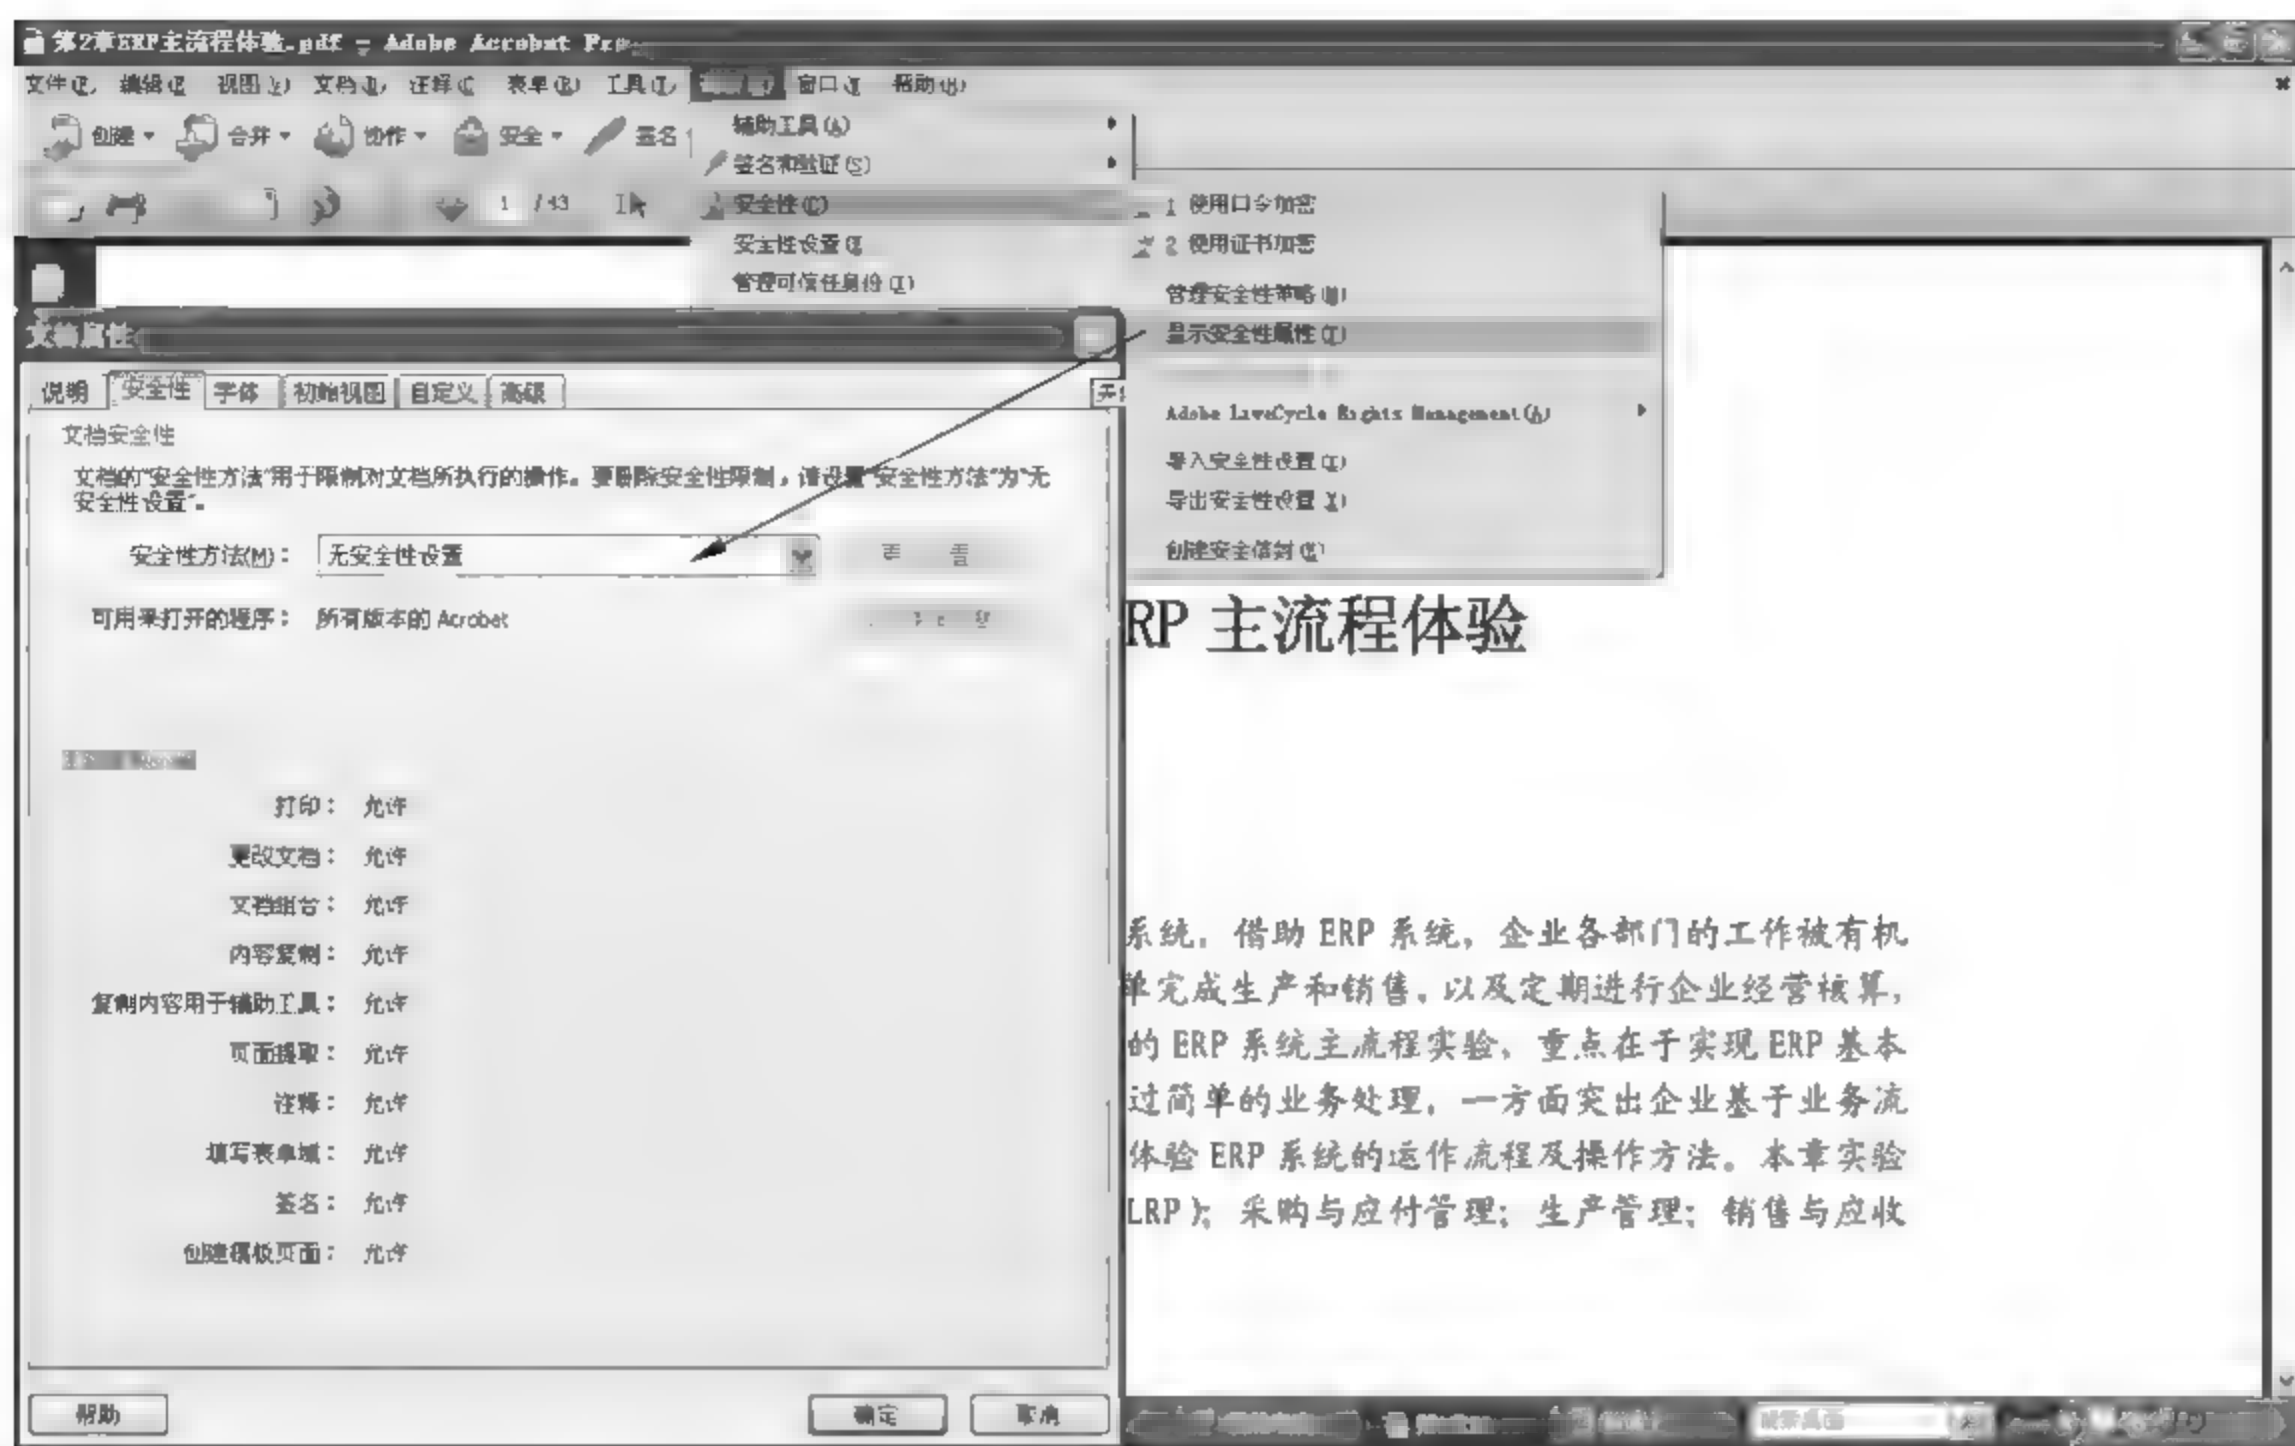 第2章ERP主流程体验.pdf - Adobe Acrobat Pro
文件(F) 编辑(E) 视图(V) 文档(D) 注释(C) 表单(R) 工具(T) 窗口(W) 帮助(H)
创建 合并 协作 安全 签名
1 / 43
辅助工具(A)
签名和验证(S)
安全性(C)
安全性设置
管理可信任身份(I)
1 使用口令加密
2 使用证书加密
管理安全性策略(M)
显示安全性属性(T)
Adobe LiveCycle Rights Management(A)
导入安全性设置(I)
导出安全性设置(X)
创建安全信封(E)
文档属性
说明 安全性 字体 初始视图 自定义 高级
文档安全性
文档的“安全性方法”用于限制对文档所执行的操作。要删除安全性限制，请设置“安全性方法”为“无
安全性设置”。
安全性方法(M)： 无安全性设置
可用来打开的程序： 所有版本的 Acrobat
打印： 允许
更改文档： 允许
文档组合： 允许
内容复制： 允许
复制内容用于辅助工具： 允许
页面提取： 允许
注释： 允许
填写表单域： 允许
签名： 允许
创建模板页面： 允许
帮助 确定 取消
RP 主流程体验
系统，借助 ERP 系统，企业各部门的工作被有机
单完成生产和销售，以及定期进行企业经营核算，
的 ERP 系统主流程实验，重点在于实现 ERP 基本
过简单的业务处理，一方面突出企业基于业务流
体验 ERP 系统的运作流程及操作方法。本章实验
LRP)；采购与应付管理；生产管理；销售与应收